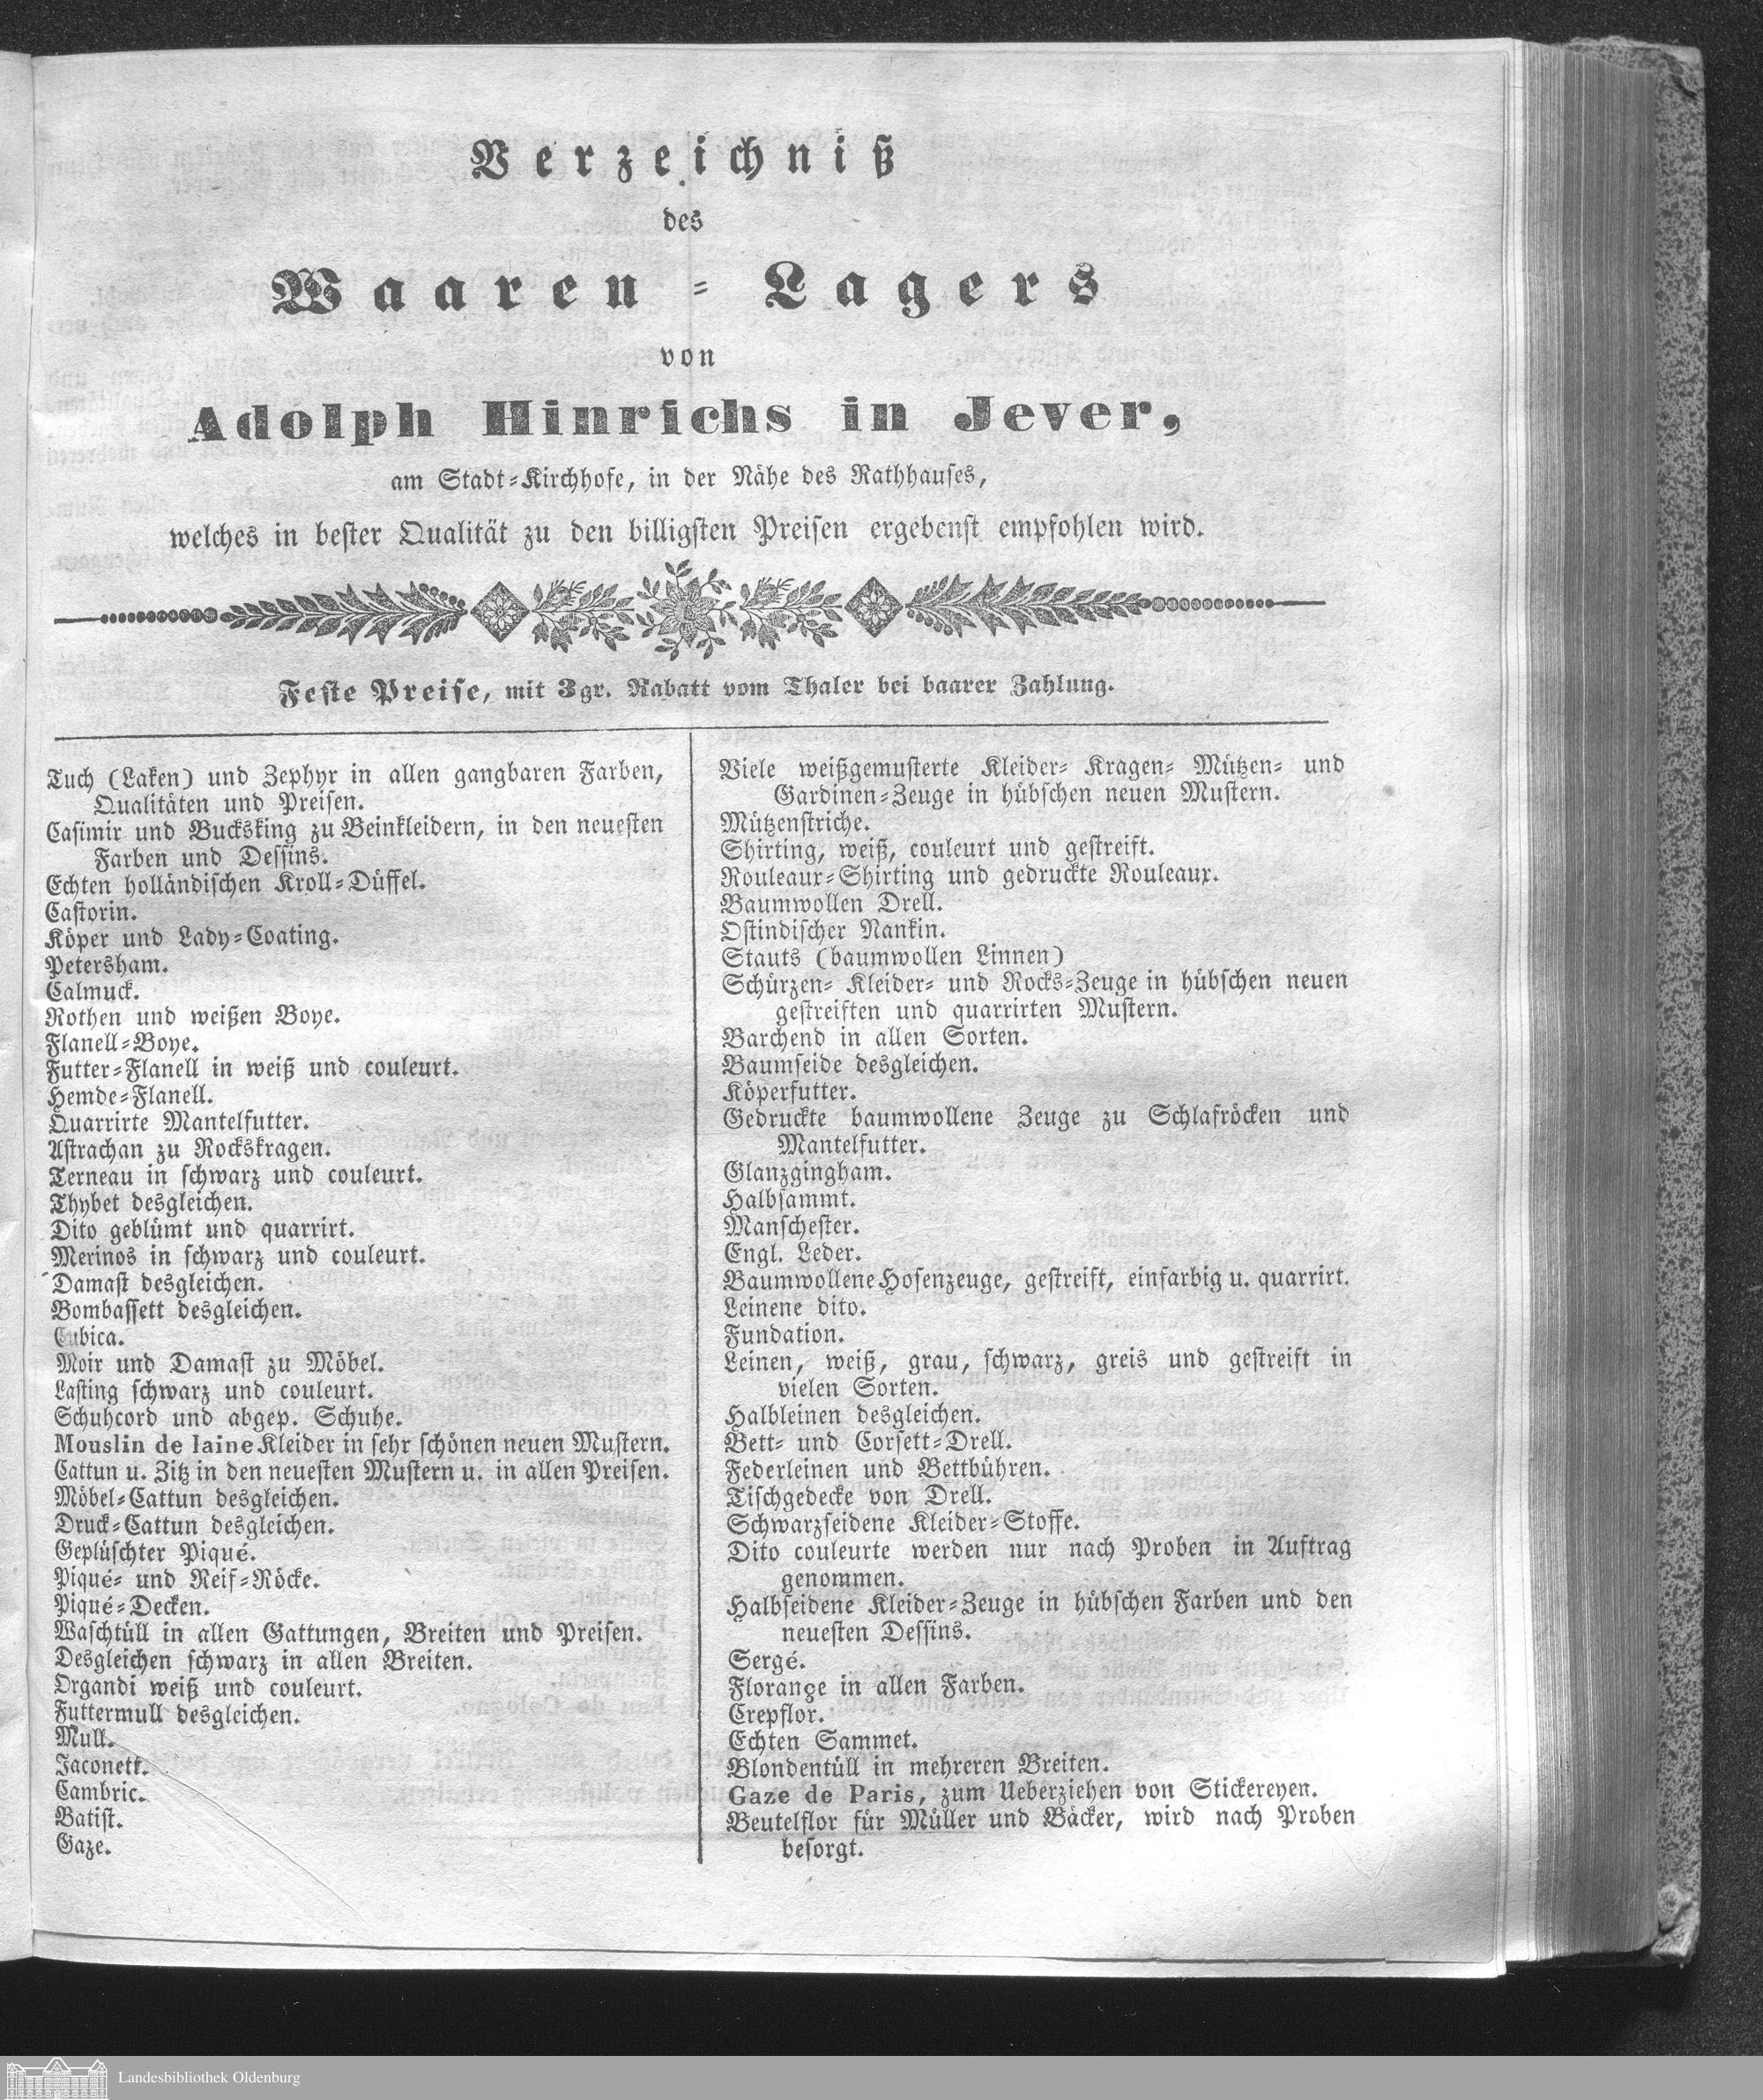 Verzeichniß
des
Waaren-Lagers
von
Adolph Hinrichs in Jever,
am Stadt-Kirchhofe, in der Nähe des Rathhauses,
welches in bester Qualität zu den billigsten Preisen ergebenst empfohlen wird.
Feste Preise, mit 3 gr. Rabatt vom Thaler bei baarer Zahlung.
Tuch (Laken) und Zephyr in allen gangbaren Farben,
Qualitäten und Preisen.
Casimir und Bucksking zu Beinkleidern, in den neuesten
Farben und Dessins.
Echten holländischen Kroll-Düffel.
Castorin.
Köper und Lady-Coating.
Petersham.
Calmuck.
Rothen und weißen Boye.
Flanell-Boye.
Futter-Flanell in weiß und couleurt.
Hemde-Flanell.
Quarrirte Mantelfutter.
Astrachan zu Rockskragen.
Terneau in schwarz und couleurt.
Thybet desgleichen.
Dito geblümt und quarrirt.
Merinos in schwarz und couleurt.
Damast desgleichen.
Bombassett desgleichen.
Cubica.
Moir und Damast zu Möbel.
Lasting schwarz und couleurt.
Schuhcord und abgep. Schuhe.
Mouslin de laine Kleider in sehr schönen neuen Mustern.
Cattun u. Zitz in den neuesten Mustern u. in allen Preisen.
Möbel-Cattun desgleichen.
Druck-Cattun desgleichen.
Geplüschter Piqué.
Piqué- und Reif-Röcke.
Piqué-Decken.
Waschtüll in allen Gattungen, Breiten und Preisen.
Desgleichen schwarz in allen Breiten.
Organdi weiß und couleurt.
Futtermull desgleichen.
Mull.
Jaconett.
Cambric.
Batist.
Gaze.
Viele weißgemusterte Kleider- Kragen- Mützen- und
Gardinen-Zeuge in hübschen neuen Mustern.
Mützenstriche.
Shirting, weiß, couleurt und gestreift.
Rouleaux-Shirting und gedruckte Rouleaux.
Baumwollen Drell.
Ostindischer Nankin.
Stauts (baumwollen Linnen)
Schürzen- Kleider- und Rocks-Zeuge in hübschen neuen
gestreiften und quarrirten Mustern.
Barchend in allen Sorten.
Baumseide desgleichen.
Köperfutter.
Gedruckte baumwollene Zeuge zu Schlafröcken und
Mantelfutter.
Glanzgingham.
Halbsammt.
Manschester.
Engl. Leder.
Baumwollene Hosenzeuge, gestreift, einfarbig u. quarrirt.
Leinene dito.
Fundation.
Leinen, weiß, grau, schwarz, greis und gestreift in
vielen Sorten.
Halbleinen desgleichen.
Bett- und Corsett-Drell.
Federleinen und Bettbühren.
Tischgedecke von Drell.
Schwarzseidene Kleider-Stoffe.
Dito couleurte werden nur nach Proben in Auftrag
genommen.
Halbseidene Kleider-Zeuge in hübschen Farben und den
neuesten Dessins.
Sergé.
Florange in allen Farben.
Crepflor.
Echten Sammet.
Blondentüll in mehreren Breiten.
Gaze de Paris, zum Ueberziehen von Stickereyen.
Beutelflor für Müller und Bäcker, wird nach Proben
besorgt.
Landesbibliothek Oldenburg